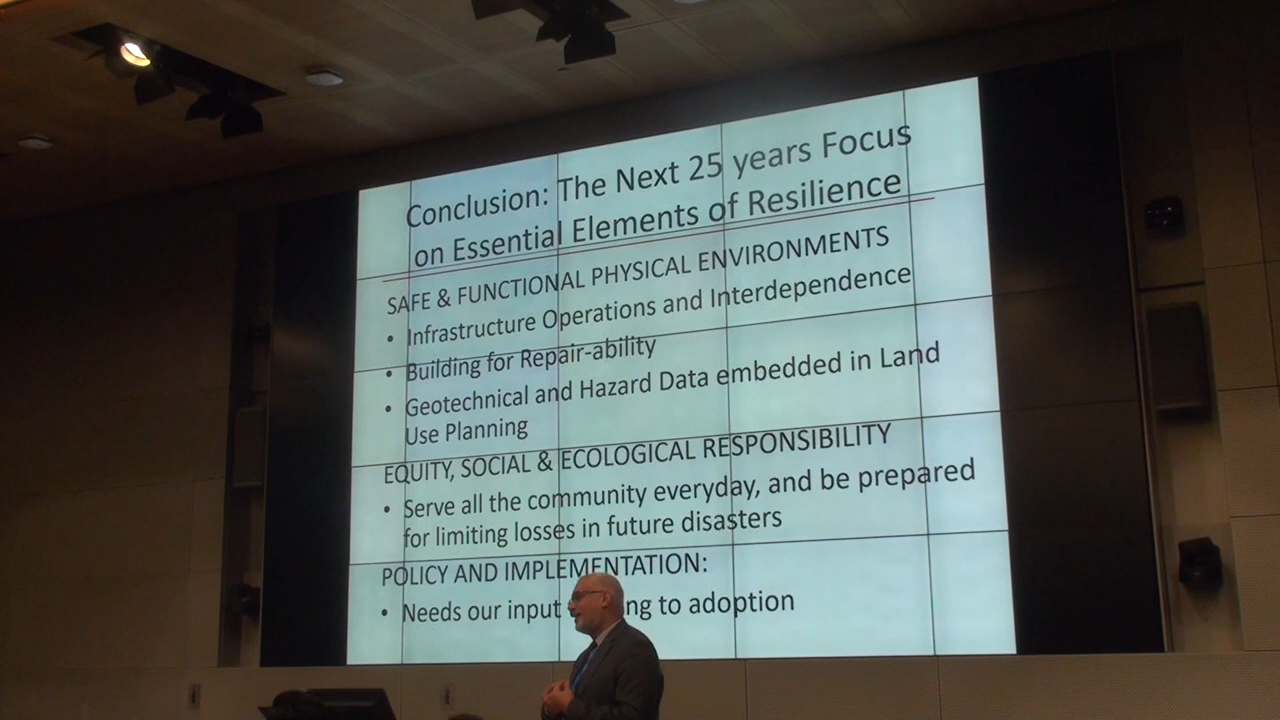 Conclusion: The Next 25 years Focus
on Essential Elements of Resilience
SAFE & FUNCTIONAL PHYSICAL ENVIRONMENTS
• Infrastructure Operations and Interdependence
• Building for Repair-ability
• Geotechnical and Hazard Data embedded in Land
Use Planning
EQUITY, SOCIAL & ECOLOGICAL RESPONSIBILITY
• Serve all the community everyday, and be prepared
for limiting losses in future disasters
POLICY AND IMPLEMENTATION:
• Needs our input to adoption